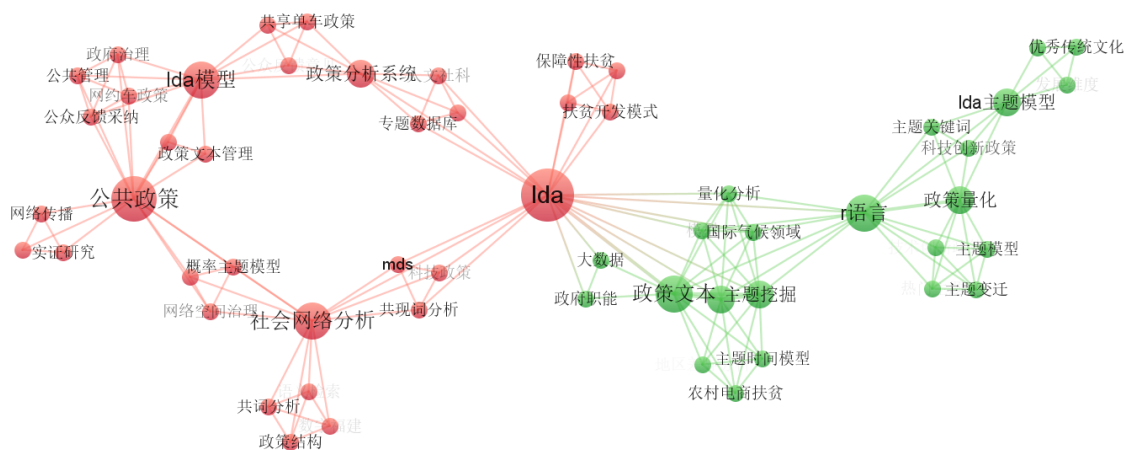 共享单车政策
政府治理
lda模型
政策分析系统
人文社科
公共管理
网约车政策
公众反馈采纳
专题数据库
政策文本管理
保障性扶贫
扶贫开发模式
优秀传统文化
lda主题模型
主题关键词
科技创新政策
公共政策
lda
量化分析
r语言
政策量化
网络传播
实证研究
国际气候领域
主题模型
概率主题模型
mds
科技政策
大数据
政府职能
政策文本
主题挖掘
主题变迁
网络空间治理
社会网络分析
共现词分析
主题时间模型
农村电商扶贫
共词分析
政策结构